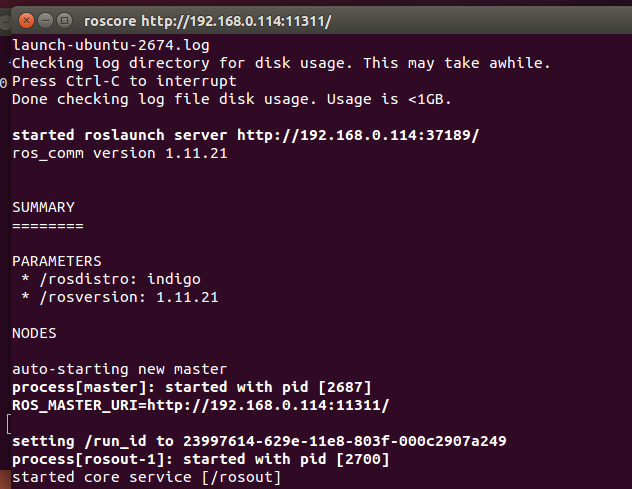 roscore http://192.168.0.114:11311/
launch-ubuntu-2674.log
Checking log directory for disk usage. This may take awhile.
Press Ctrl-C to interrupt
Done checking log file disk usage. Usage is <1GB.
started roslaunch server http://192.168.0.114:37189/
ros_comm version 1.11.21
SUMMARY
========
PARAMETERS
* /rosdistro: indigo
* /rosversion: 1.11.21
NODES
auto-starting new master
process[master]: started with pid [2687]
ROS_MASTER_URI=http://192.168.0.114:11311/
setting /run_id to 23997614-629e-11e8-803f-000c2907a249
process[rosout-1]: started with pid [2700]
started core service [/rosout]